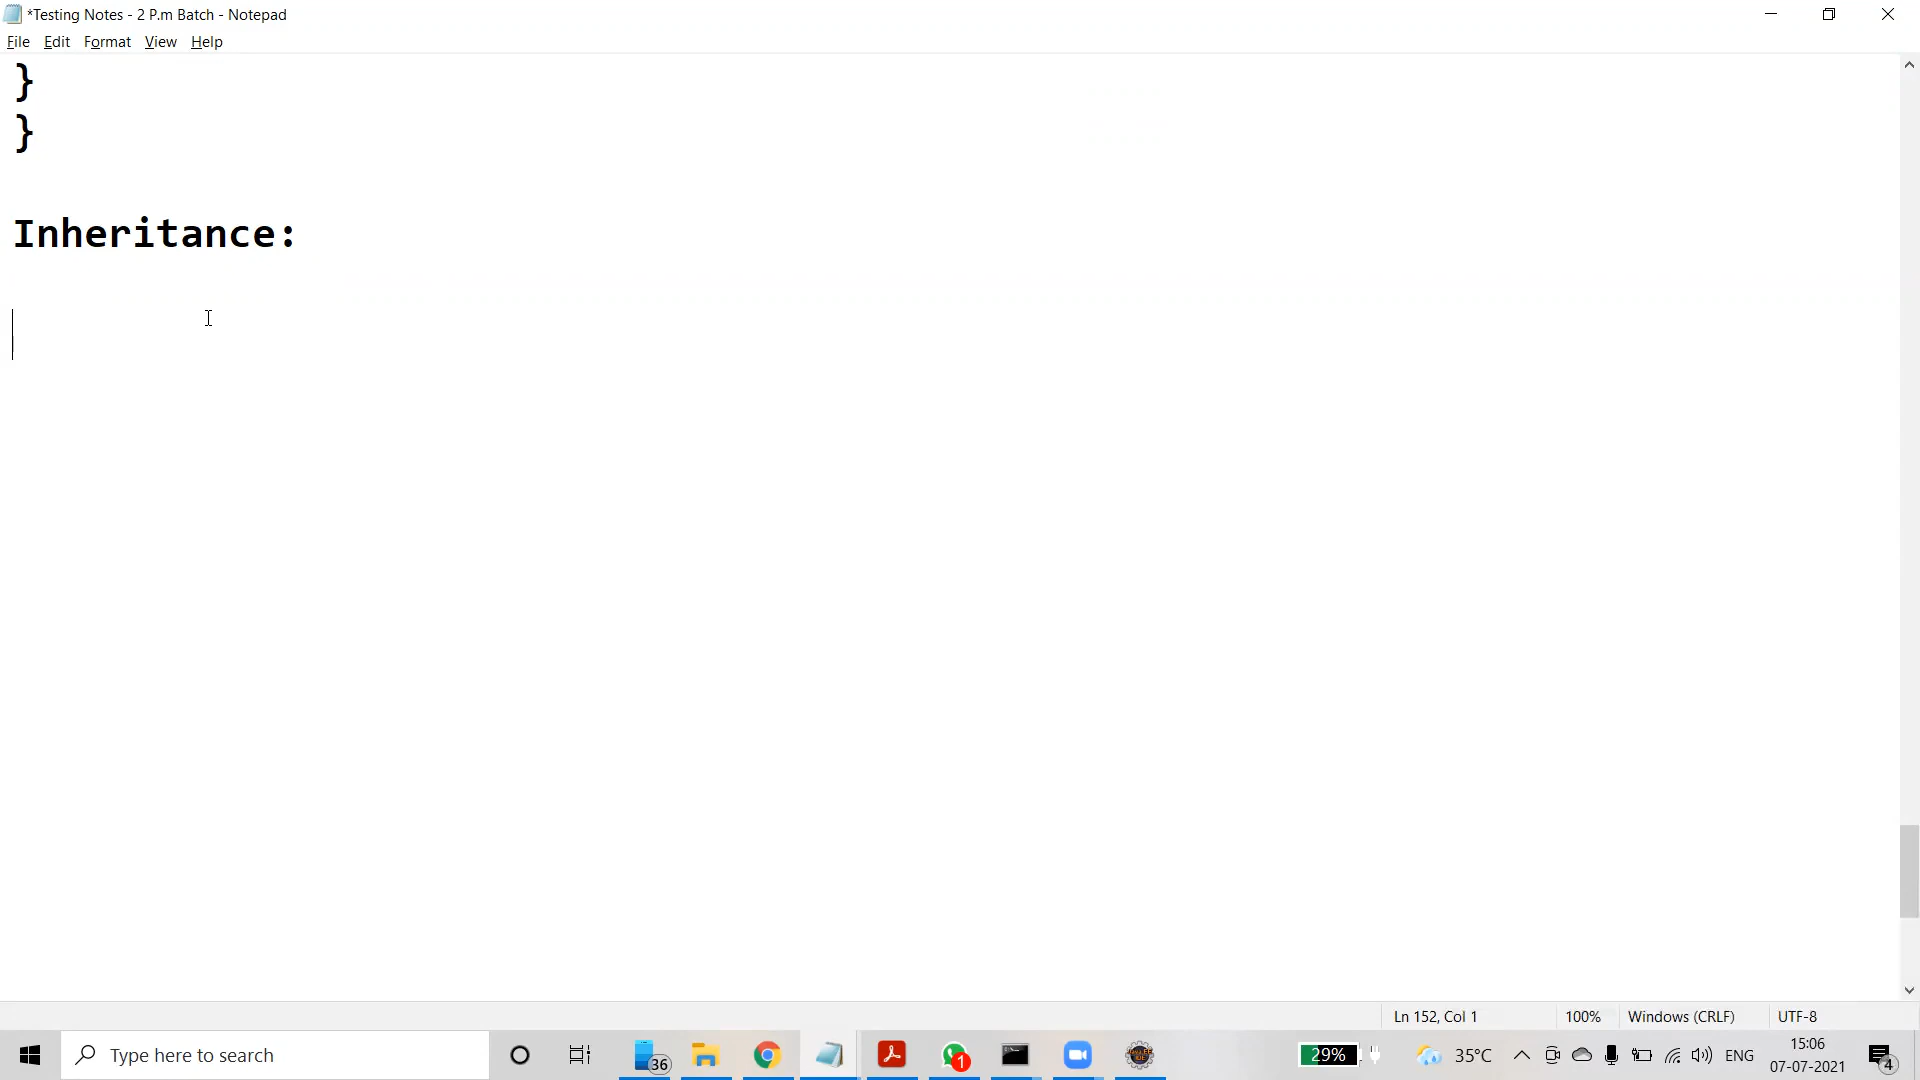 *Testing Notes - 2 P.m Batch - Notepad
File Edit Format View Help
}
}
Inheritance:
Ln 152, Col 1 100% Windows (CRLF) UTF-8
Type here to search
36
1
29%
35°C
ENG
15:06
07-07-2021
4